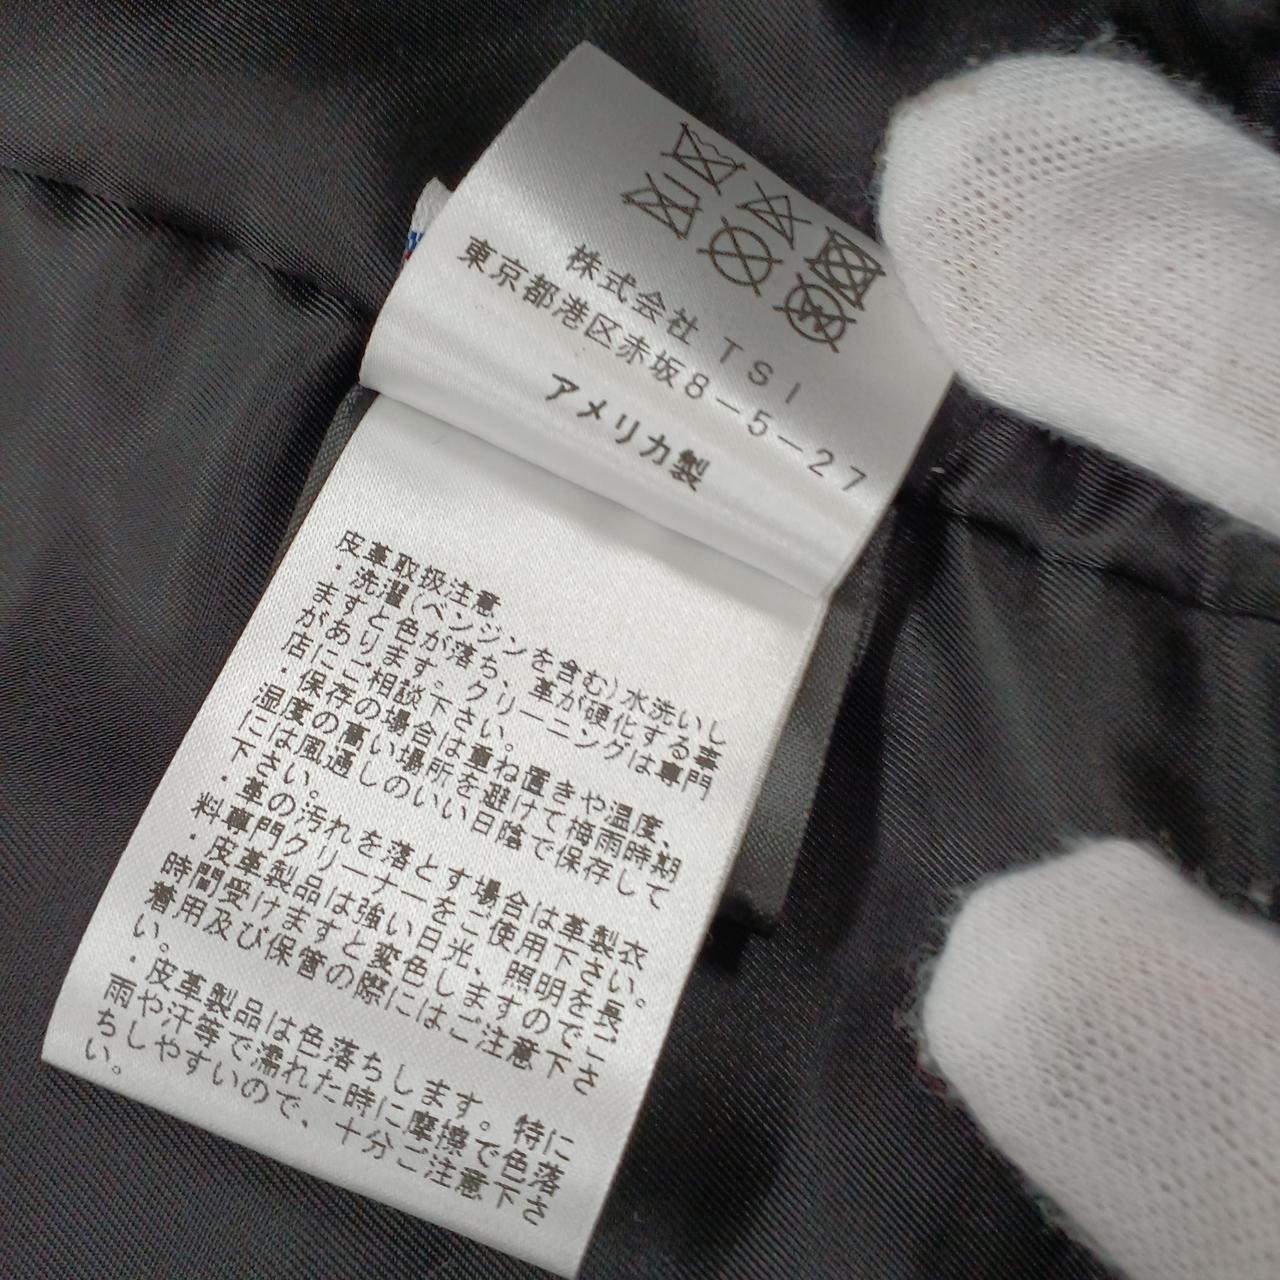 株式会社 TSI
東京都港区赤坂8-5-27
アメリカ製
皮革取扱注意
・洗濯(ベンジンを含む)水洗いし
ますと色が落ち、革が硬化する事
があります。クリーニングは専門
店にご相談下さい。
・保存の場合は重ね置きや温度、
湿度の高い場所を避けて梅雨時期
には風通しのいい日陰で保存して
下さい。
・革の汚れを落とす場合は革製衣
料専門クリーナーをご使用下さい。
・皮革製品は強い日光、照明を長
時間受けますと変色しますのでご
着用及び保管の際にはご注意下さ
い。
・皮革製品は色落ちします。特に
雨や汗等で濡れた時に摩擦で色落
ちしやすいので、十分ご注意下さ
い。